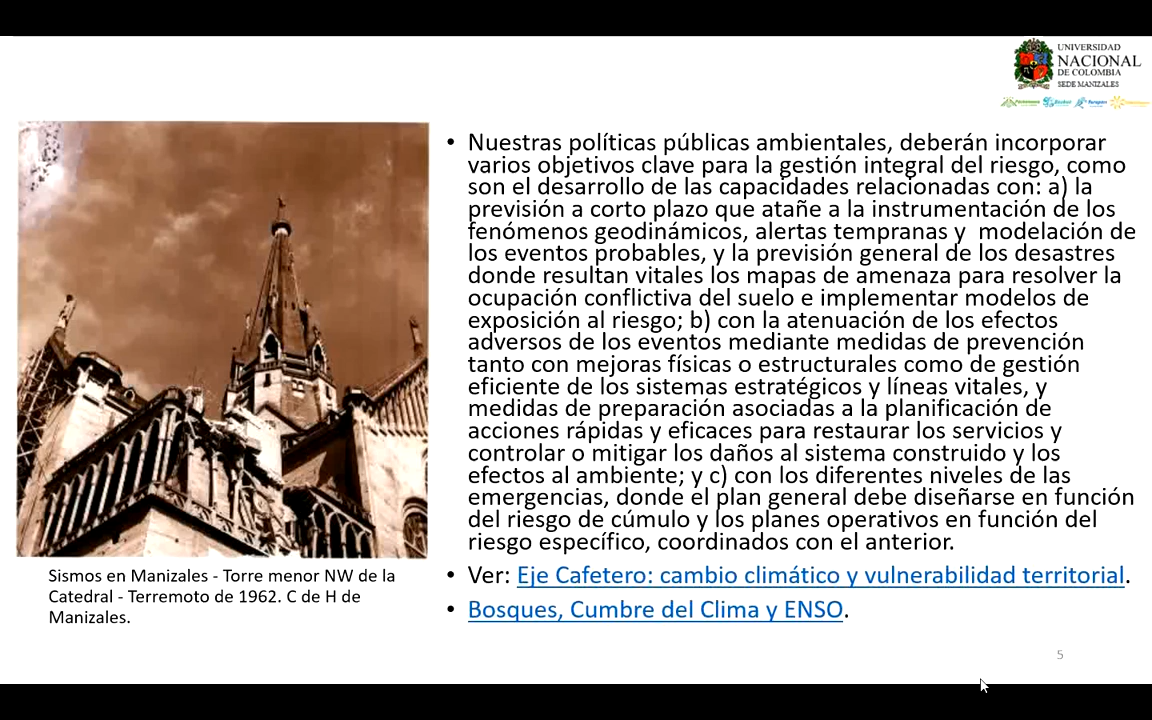 UNIVERSIDAD
NACIONAL
DE COLOMBIA
SEDE MANIZALES
• Nuestras políticas públicas ambientales, deberán incorporar
varios objetivos clave para la gestión integral del riesgo, como
son el desarrollo de las capacidades relacionadas con: a) la
previsión a corto plazo que atañe a la instrumentación de los
fenómenos geodinámicos, alertas tempranas y  modelación de
los eventos probables, y la previsión general de los desastres
donde resultan vitales los mapas de amenaza para resolver la
ocupación conflictiva del suelo e implementar modelos de
exposición al riesgo; b) con la atenuación de los efectos
adversos de los eventos mediante medidas de prevención
tanto con mejoras físicas o estructurales como de gestión
eficiente de los sistemas estratégicos y líneas vitales, y
medidas de preparación asociadas a la planificación de
acciones rápidas y eficaces para restaurar los servicios y
controlar o mitigar los daños al sistema construido y los
efectos al ambiente; y c) con los diferentes niveles de las
emergencias, donde el plan general debe diseñarse en función
del riesgo de cúmulo y los planes operativos en función del
riesgo específico, coordinados con el anterior.
• Ver: Eje Cafetero: cambio climático y vulnerabilidad territorial.
• Bosques, Cumbre del Clima y ENSO.
Sismos en Manizales - Torre menor NW de la
Catedral - Terremoto de 1962. C de H de
Manizales.
5